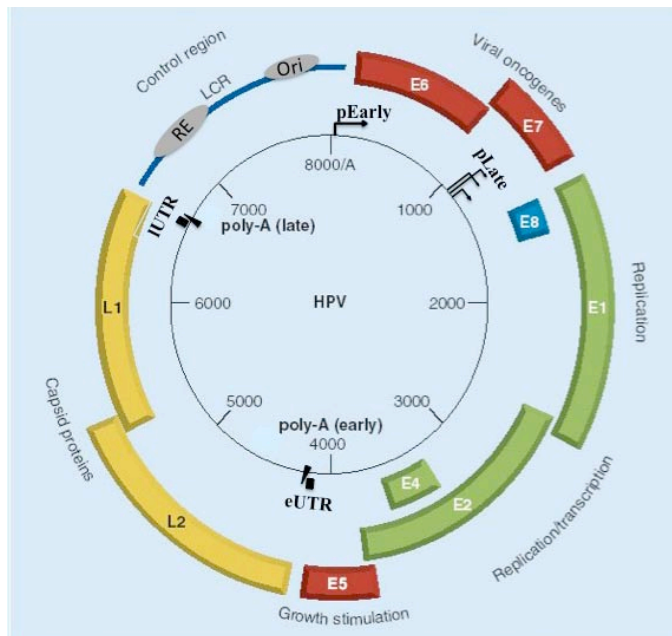 Control region
LCR
Ori
RE
E6
Viral oncogenes
E7
pEarly
8000/A
pLate
1000
7000
lUTR
poly-A (late)
E8
L1
6000
HPV
2000
E1
Replication
5000
3000
poly-A (early)
4000
Capsid proteins
E4
eUTR
E2
L2
Replication/transcription
E5
Growth stimulation